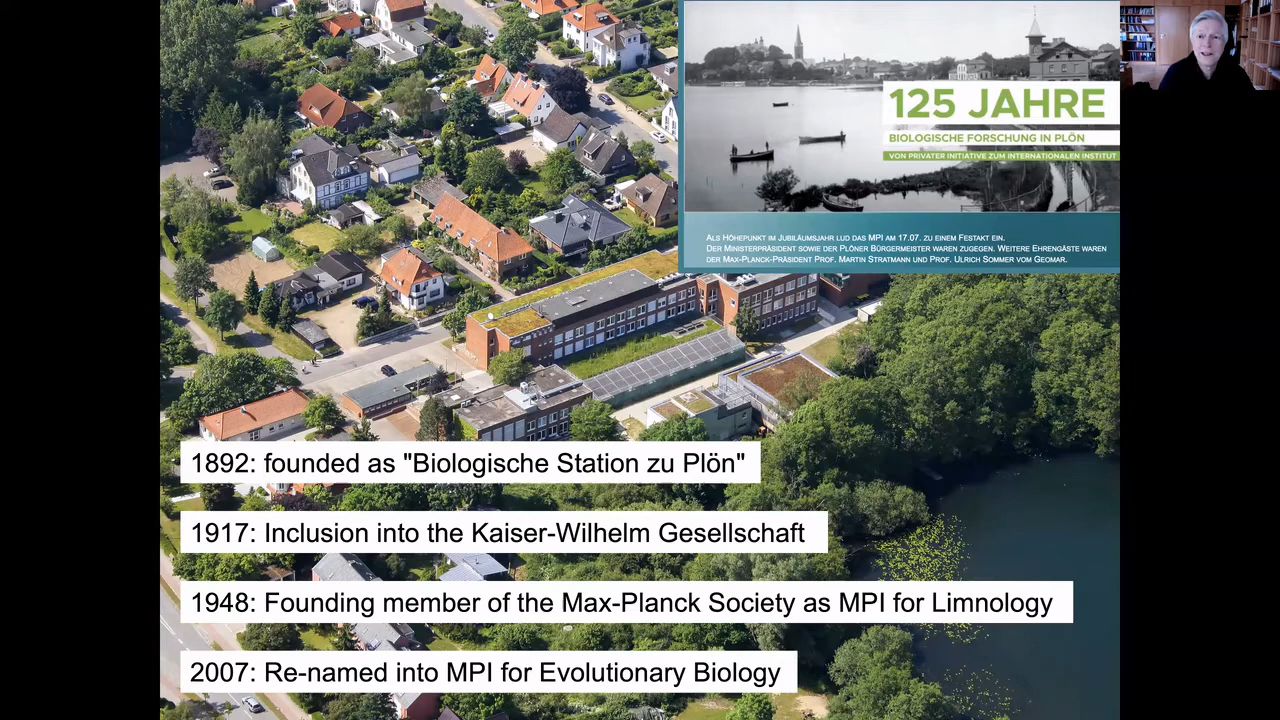 125 JAHRE
BIOLOGISCHE FORSCHUNG IN PLÖN
VON PRIVATER INITIATIVE ZUM INTERNATIONALEN INSTITUT
ALS HÖHEPUNKT IM JUBILÄUMSJAHR LUD DAS MPI AM 17.07. ZU EINEM FESTAKT EIN.
DER MINISTERPRÄSIDENT SOWIE DER PLÖNER BÜRGERMEISTER WAREN ZUGEGEN. WEITERE EHRENGÄSTE WAREN
DER MAX-PLANCK-PRÄSIDENT PROF. MARTIN STRATMANN UND PROF. ULRICH SOMMER VOM GEOMAR.
1892: founded as "Biologische Station zu Plön"
1917: Inclusion into the Kaiser-Wilhelm Gesellschaft
1948: Founding member of the Max-Planck Society as MPI for Limnology
2007: Re-named into MPI for Evolutionary Biology